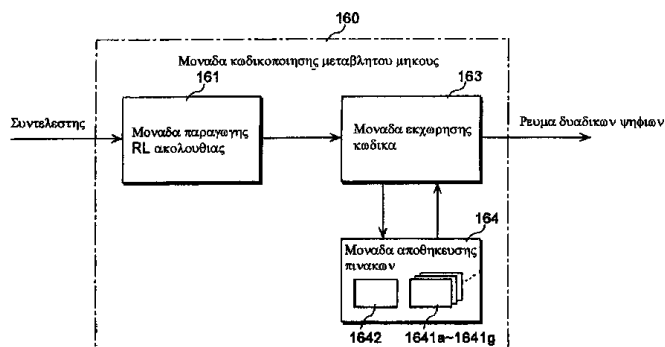 160
Μοναδα κωδικοποιησης μεταβλητου μηκους
161
163
Συντελεστης
Μοναδα παραγωγης
RL ακολουθιας
Μοναδα εκχωρησης
κωδικα
Ρευμα δυαδικων ψηφιων
164
Μοναδα αποθηκευσης
πινακων
1642
1641a~1641g